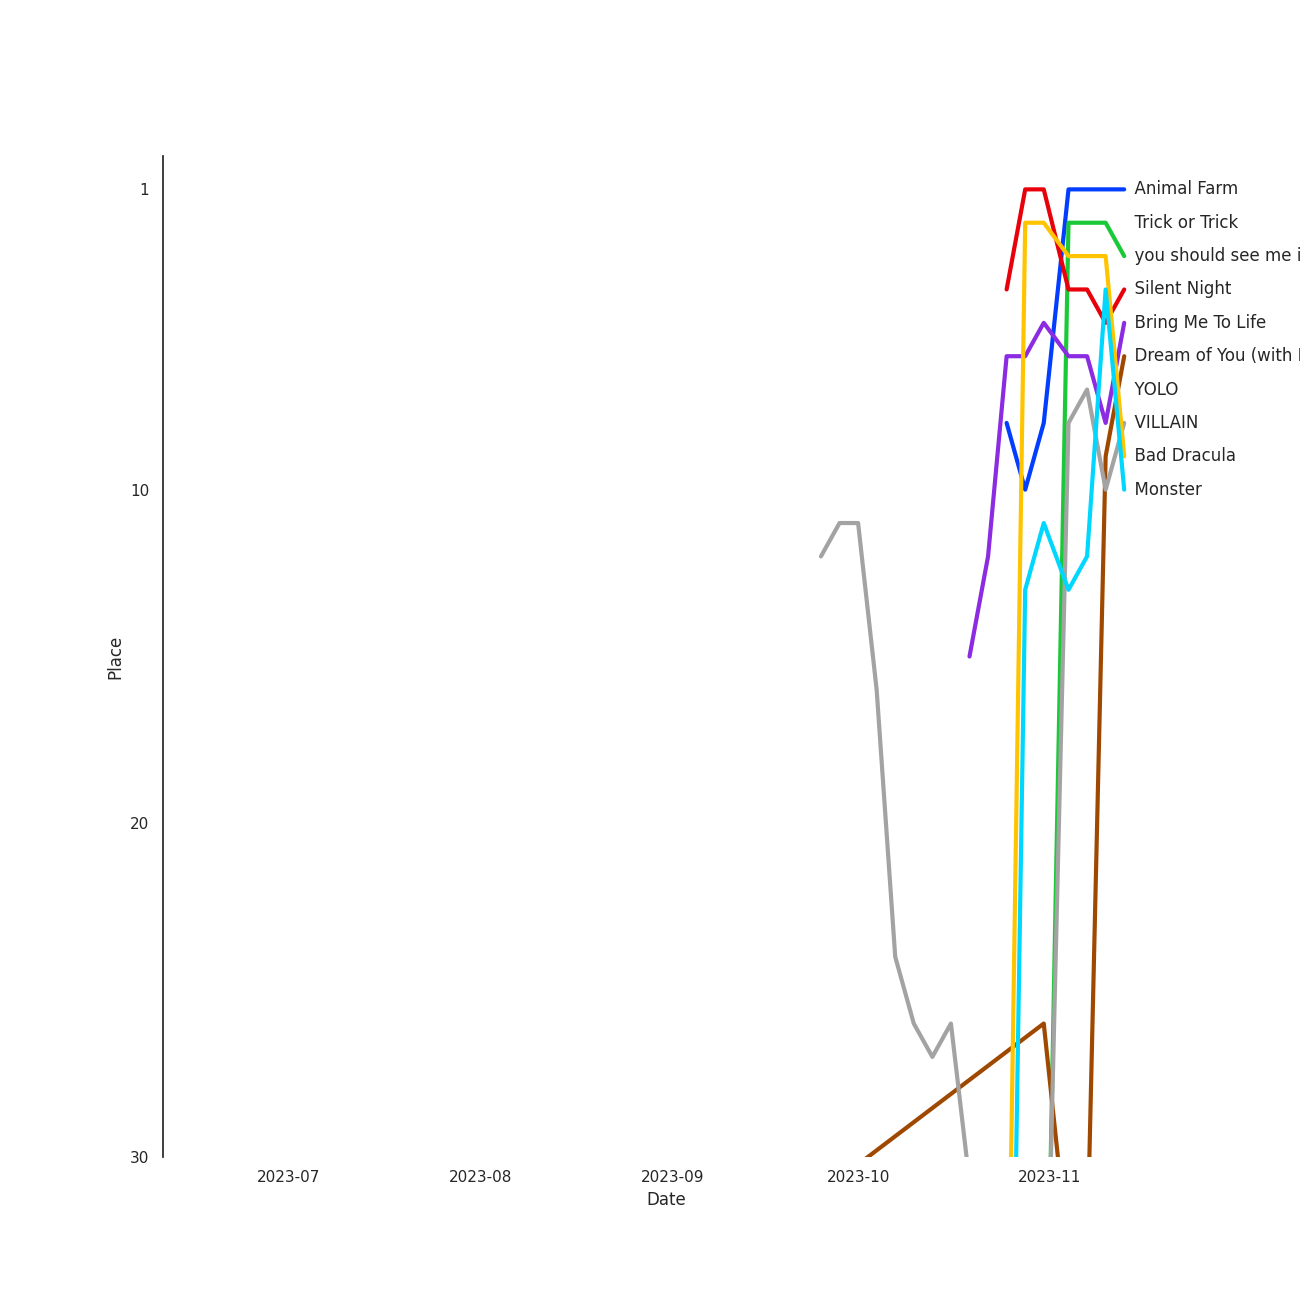 1
10
20
30
Place
2023-07
2023-08
2023-09
2023-10
2023-11
Date
Animal Farm
Trick or Trick
you should see me i
Silent Night
Bring Me To Life
Dream of You (with
YOLO
VILLAIN
Bad Dracula
Monster